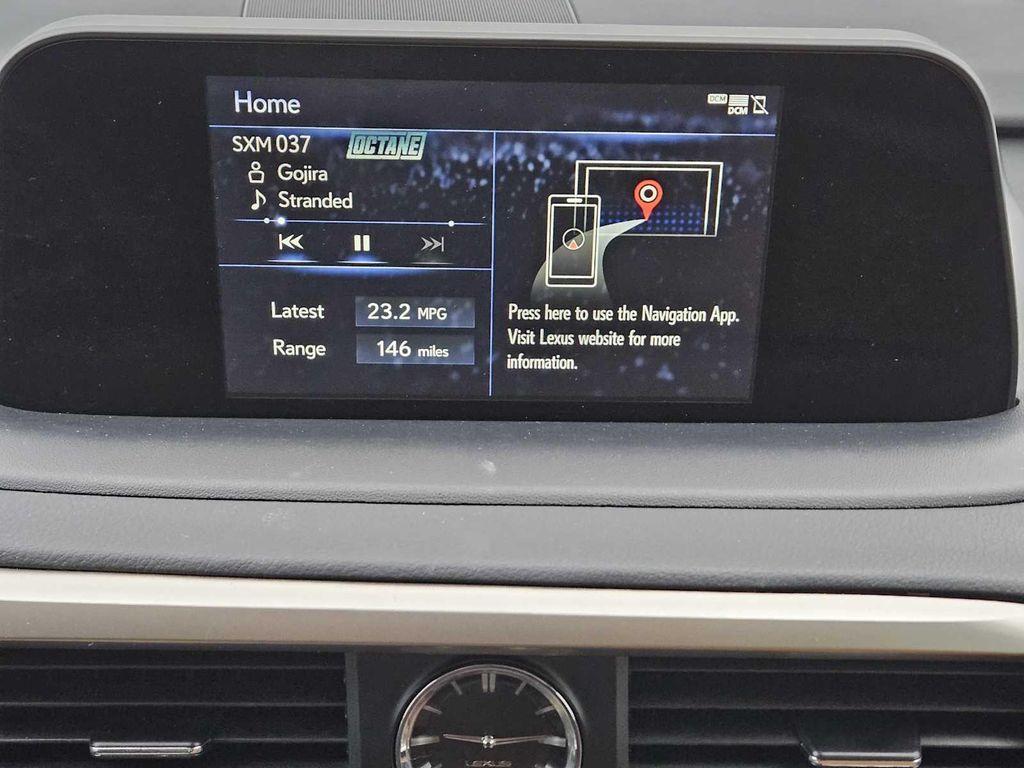 Home
DCM
DCM
SXM 037 OCTANE
Gojira
Stranded
Latest 23.2 MPG
Range 146 miles
Press here to use the Navigation App.
Visit Lexus website for more
information.
LEXUS